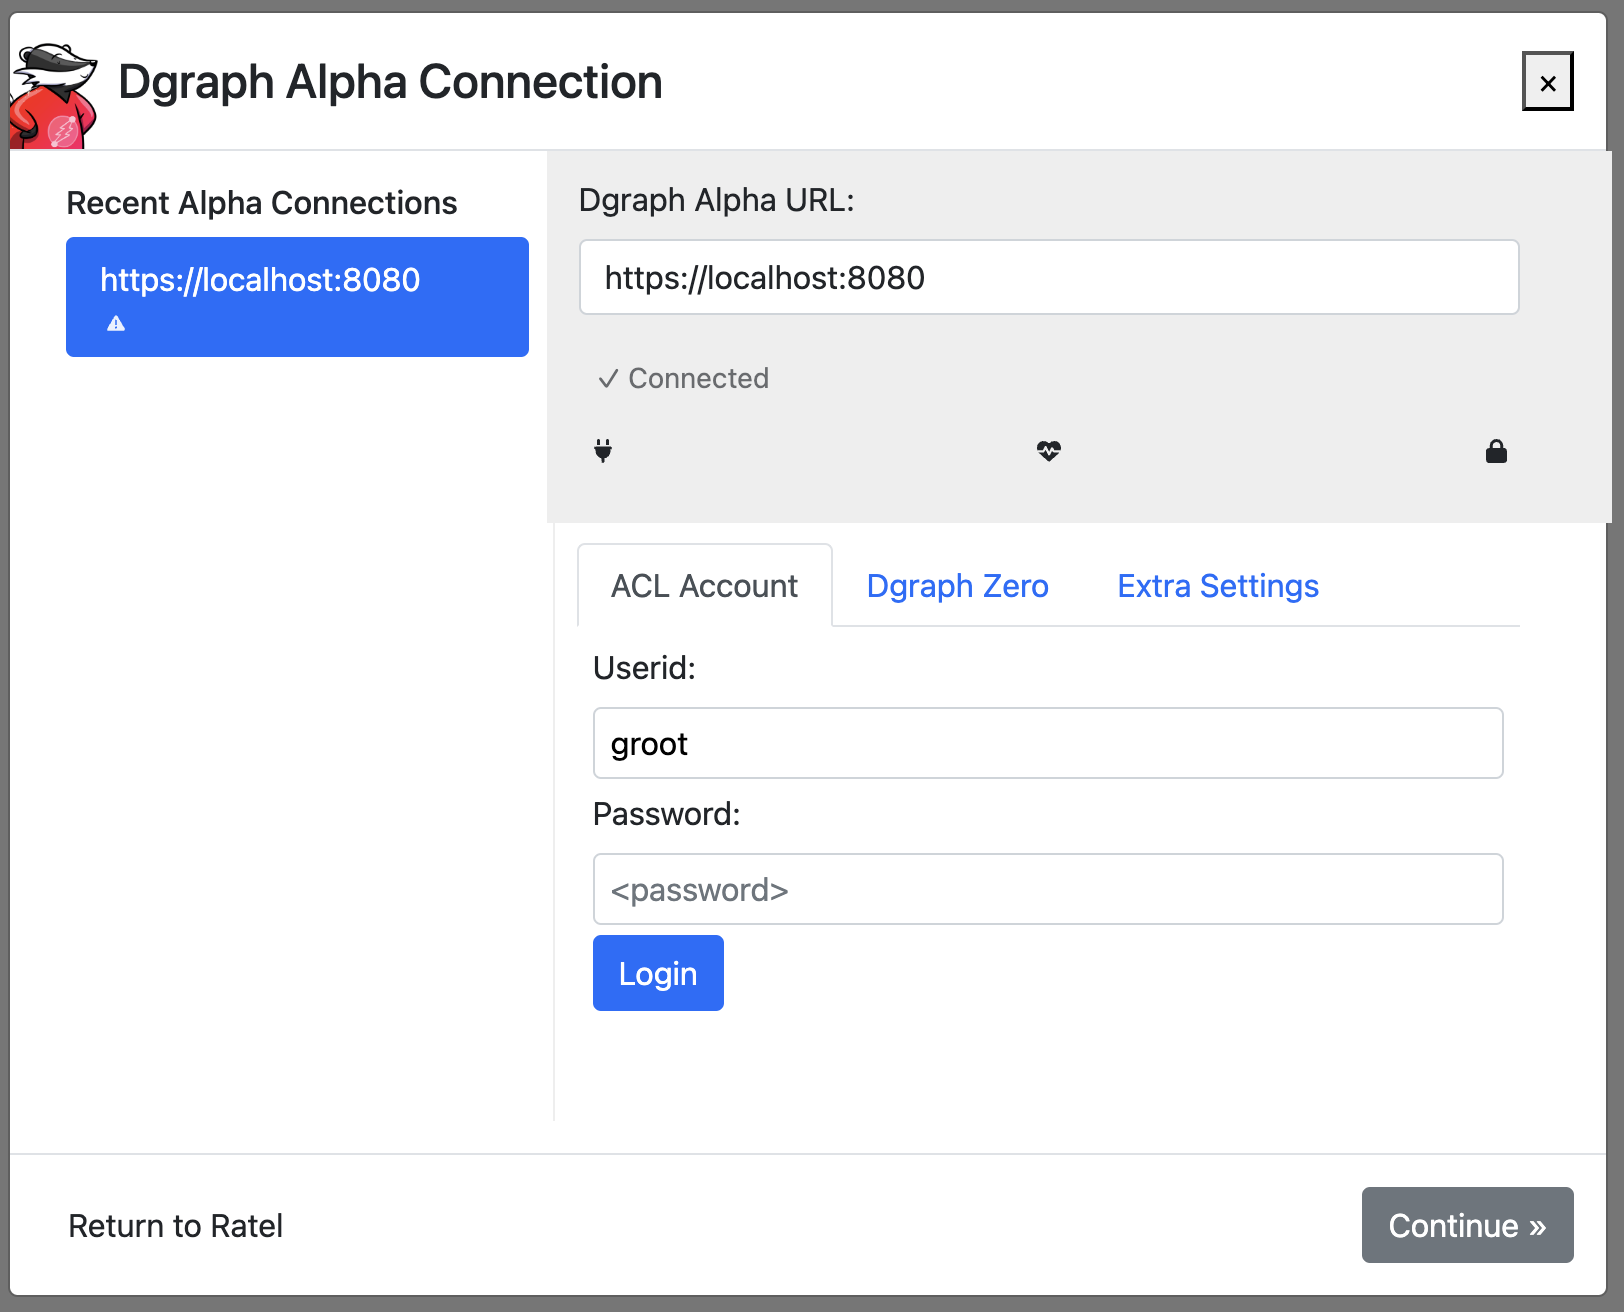 Dgraph Alpha Connection
×
Recent Alpha Connections
https://localhost:8080
Dgraph Alpha URL:
https://localhost:8080
✓ Connected
ACL Account
Dgraph Zero
Extra Settings
Userid:
groot
Password:
<password>
Login
Return to Ratel
Continue »